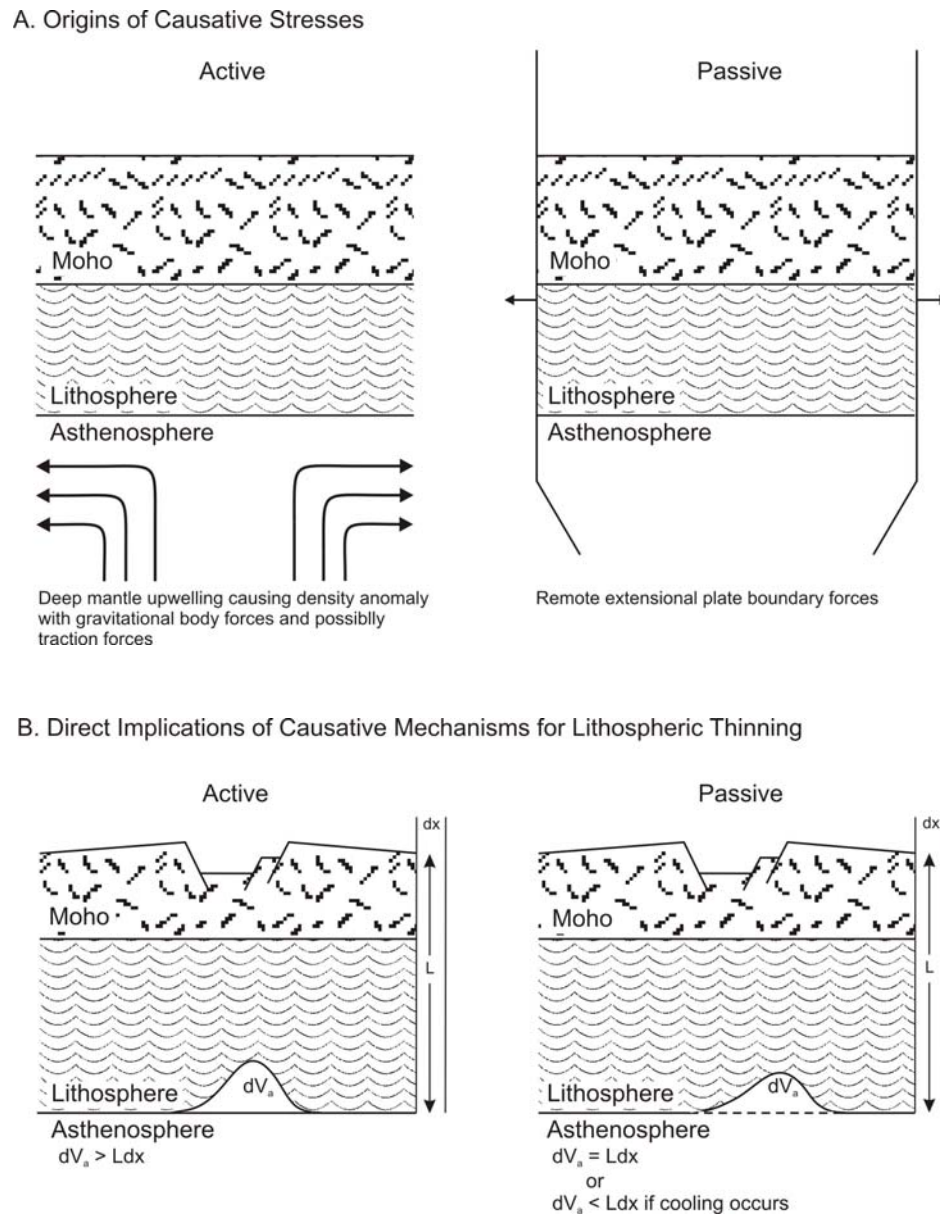 A. Origins of Causative Stresses
Active
Passive
Moho
Lithosphere
Asthenosphere
Moho
Lithosphere
Asthenosphere
Deep mantle upwelling causing density anomaly
with gravitational body forces and possiblly
traction forces
Remote extensional plate boundary forces
B. Direct Implications of Causative Mechanisms for Lithospheric Thinning
Active
Passive
dx
Moho
L
Lithosphere
dVₐ
Asthenosphere
dVₐ > Ldx
dx
Moho
L
Lithosphere
dVₐ
Asthenosphere
dVₐ = Ldx
or
dVₐ < Ldx if cooling occurs